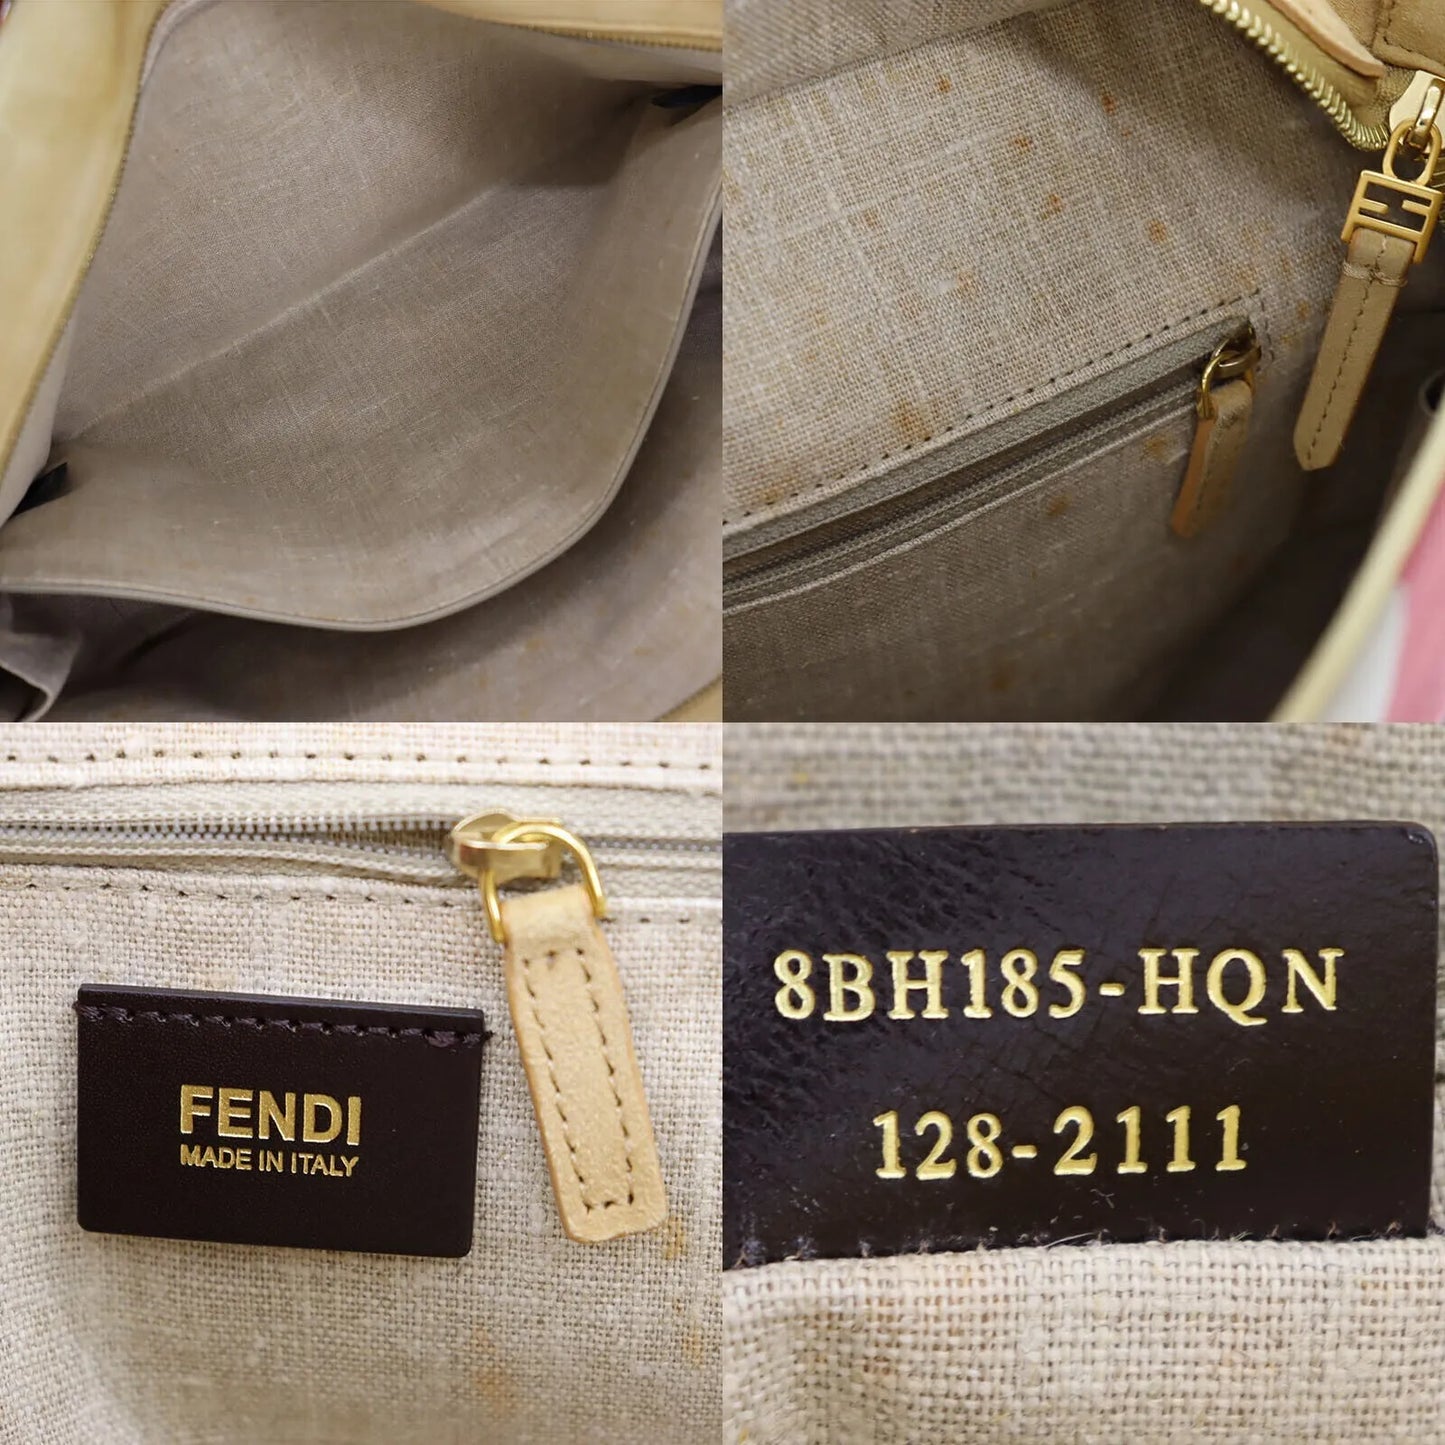 FENDI
MADE IN ITALY
8BH185-HQN
128-2111